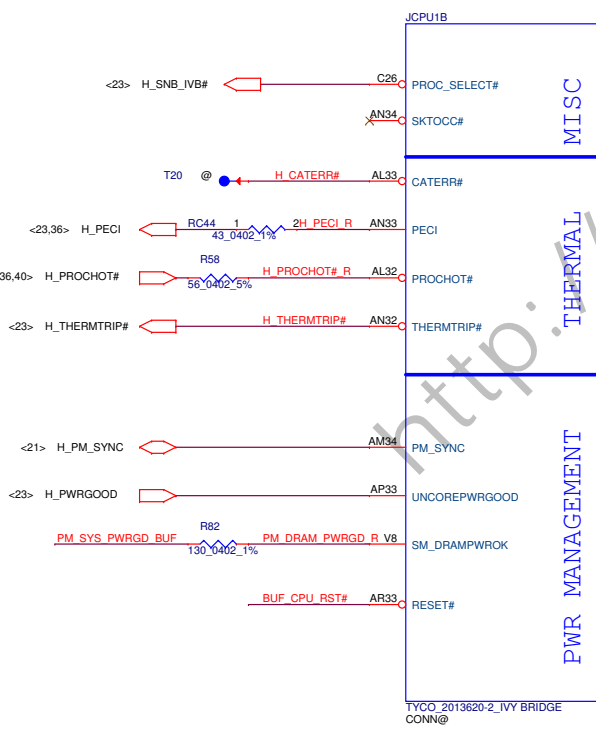 JCPU1B
<23> H_SNB_IVB# C26 PROC_SELECT#
AN34 SKTOCC#
MISC
T20 @ H_CATERR# AL33 CATERR#
<23,36> H_PECI RC44 1 2 H_PECI_R AN33 PECI
43_0402_1%
R58
36,40> H_PROCHOT# H_PROCHOT#_R AL32 PROCHOT#
56_0402_5%
<23> H_THERMTRIP# H_THERMTRIP# AN32 THERMTRIP#
THERMAL
http://
<21> H_PM_SYNC AM34 PM_SYNC
<23> H_PWRGOOD AP33 UNCOREPWRGOOD
R82
PM_SYS_PWRGD_BUF PM_DRAM_PWRGD_R V8 SM_DRAMPWROK
130_0402_1%
BUF_CPU_RST# AR33 RESET#
PWR MANAGEMENT
TYCO_2013620-2_IVY BRIDGE
CONN@